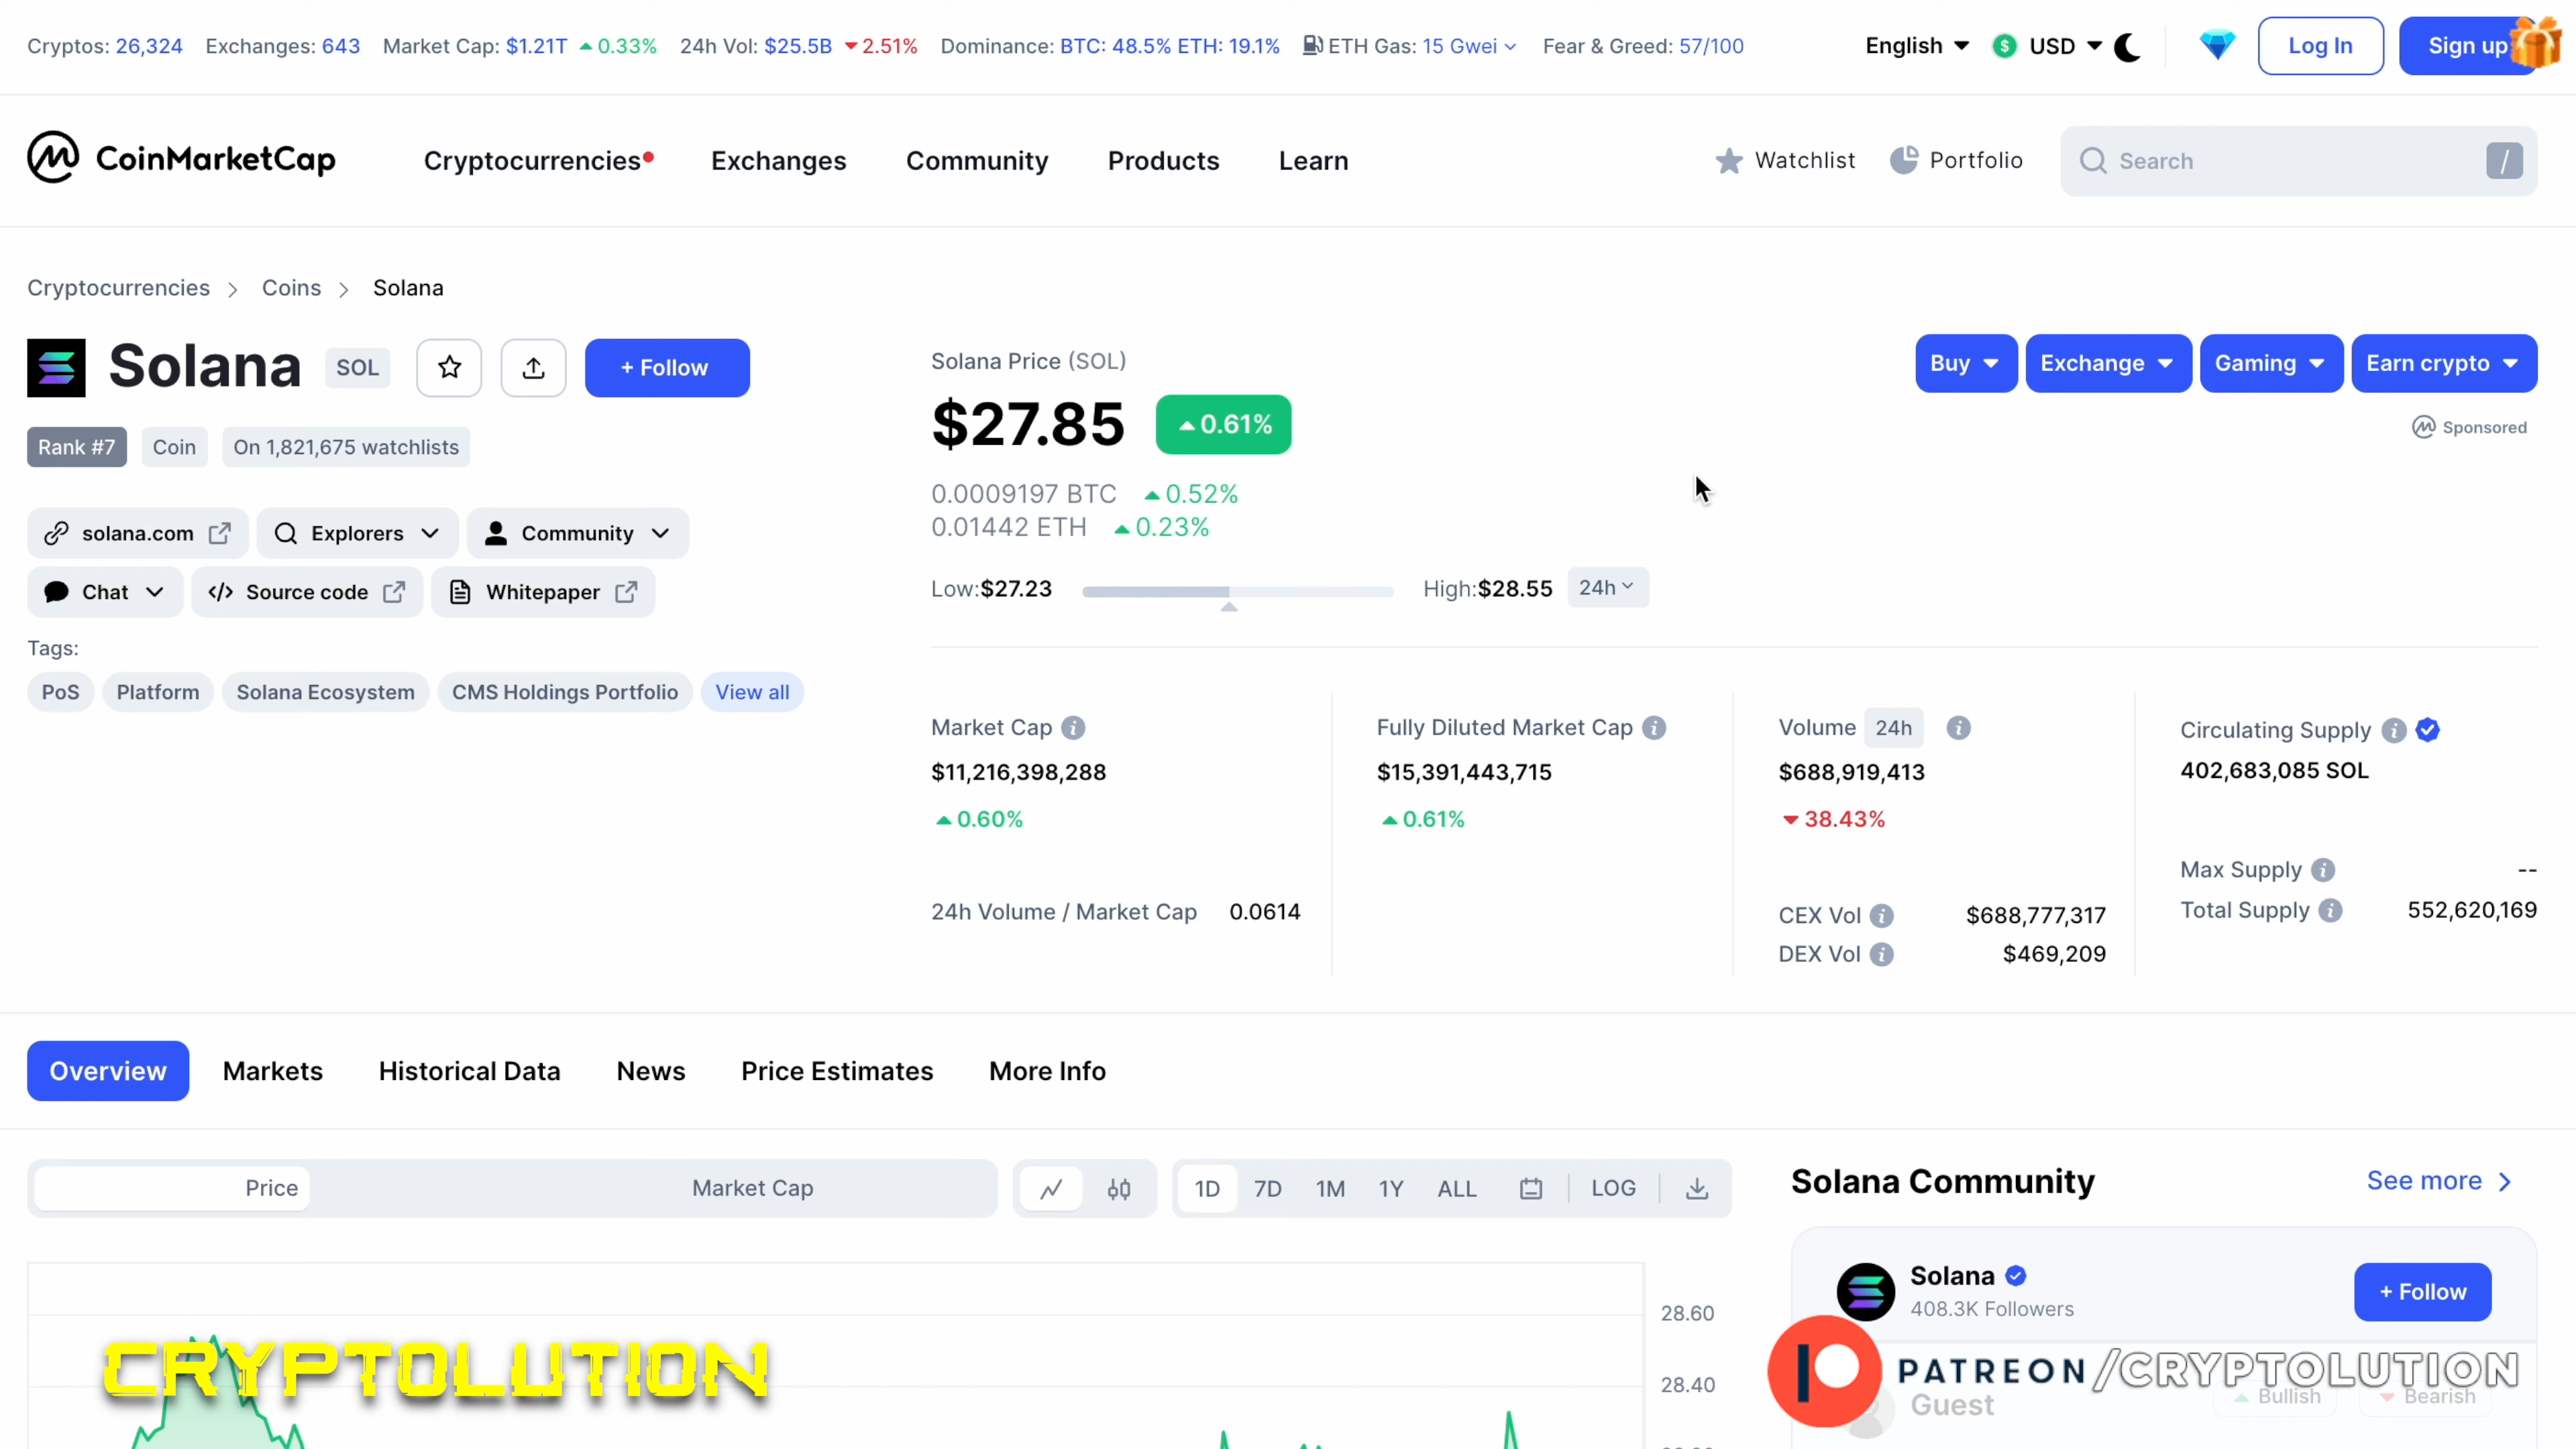 Cryptos: 26,324 Exchanges: 643 Market Cap: $1.21T 0.33% 24h Vol: $25.5B 2.51% Dominance: BTC: 48.5% ETH: 19.1% ETH Gas: 15 Gwei Fear & Greed: 57/100 English USD Log In Sign up
CoinMarketCap Cryptocurrencies Exchanges Community Products Learn Watchlist Portfolio Search /
Cryptocurrencies > Coins > Solana
Solana SOL + Follow
Rank #7 Coin On 1,821,675 watchlists
solana.com Explorers Community
Chat Source code Whitepaper
Tags:
PoS Platform Solana Ecosystem CMS Holdings Portfolio View all
Solana Price (SOL)
$27.85 0.61%
0.0009197 BTC 0.52%
0.01442 ETH 0.23%
Low:$27.23 High:$28.55 24h
Buy Exchange Gaming Earn crypto
Sponsored
Market Cap
$11,216,398,288
0.60%
24h Volume / Market Cap 0.0614
Fully Diluted Market Cap
$15,391,443,715
0.61%
Volume 24h
$688,919,413
38.43%
CEX Vol $688,777,317
DEX Vol $469,209
Circulating Supply
402,683,085 SOL
Max Supply --
Total Supply 552,620,169
Overview Markets Historical Data News Price Estimates More Info
Price Market Cap 1D 7D 1M 1Y ALL LOG
28.60
28.40
Solana Community See more
Solana
408.3K Followers
+ Follow
CRYPTOLUTION
PATREON/CRYPTOLUTION
Guest Bullish Bearish